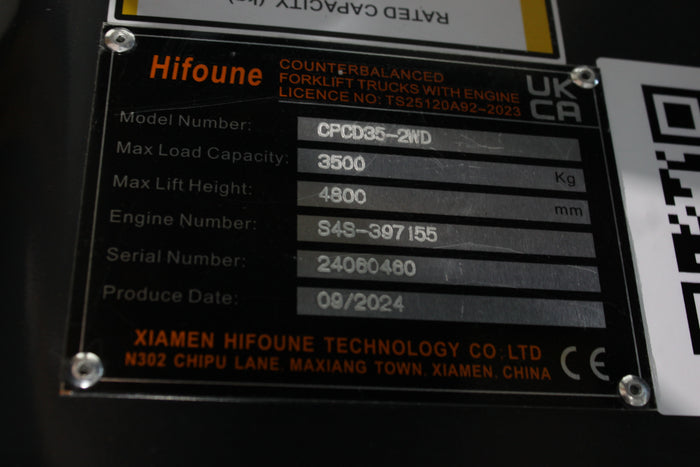 RATED CAPACITY (kg)
Hifoune
COUNTERBALANCED
FORKLIFT TRUCKS WITH ENGINE
LICENCE NO: TS25120A92-2023
UK
CA
Model Number: CPCD35-2WD
Max Load Capacity: 3500 Kg
Max Lift Height: 4800 mm
Engine Number: S4S-397155
Serial Number: 24060460
Produce Date: 09/2024
XIAMEN HIFOUNE TECHNOLOGY CO.,LTD
N302 CHIPU LANE, MAXIANG TOWN, XIAMEN, CHINA
CE